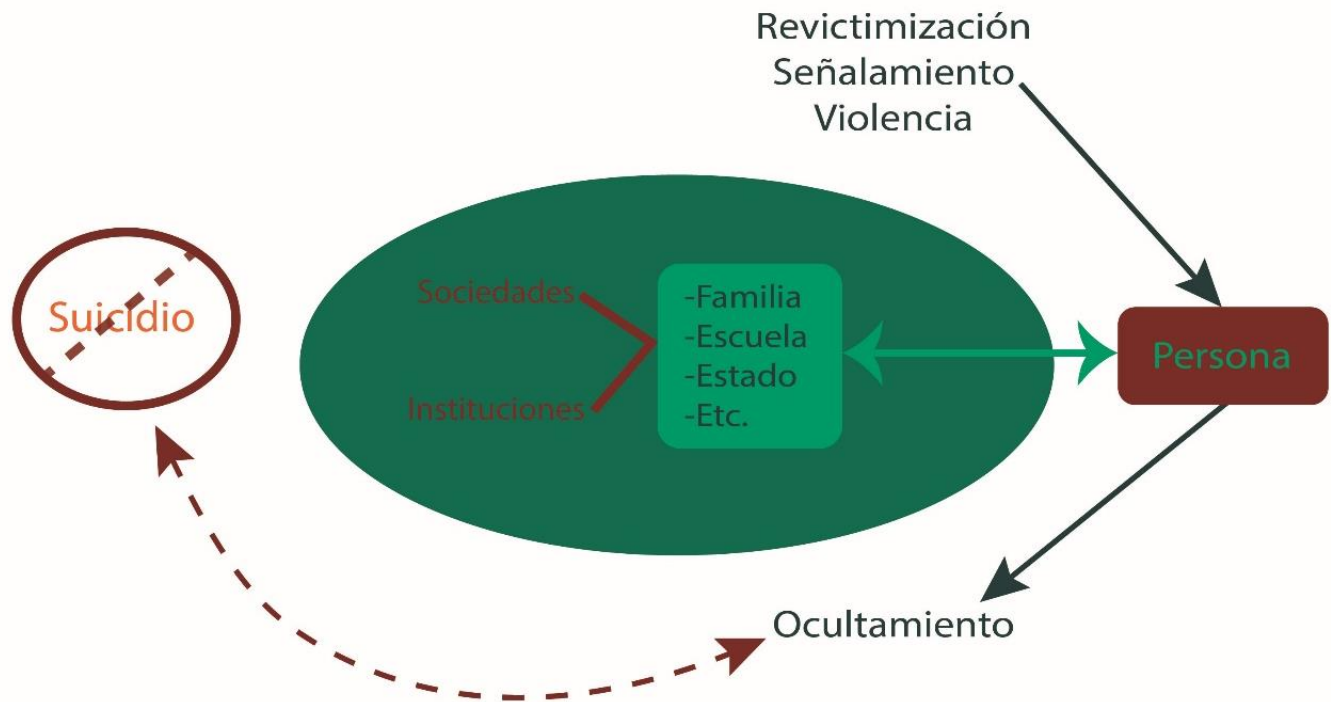 Revictimización
Señalamiento
Violencia
Suicidio
Sociedades
Instituciones
-Familia
-Escuela
-Estado
-Etc.
Persona
Ocultamiento